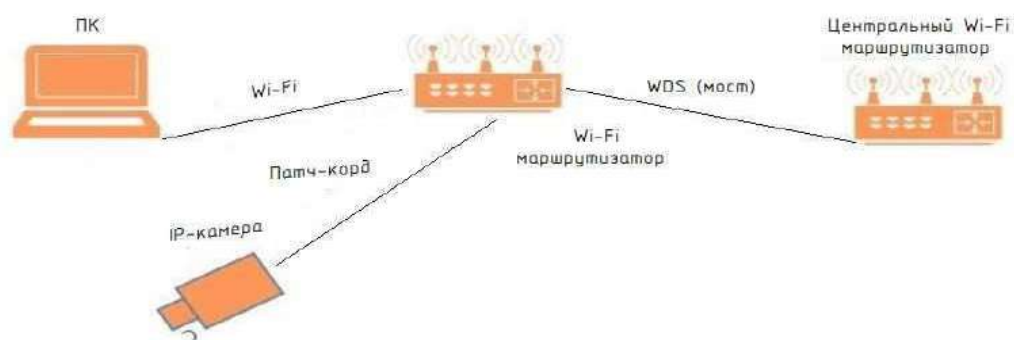 ПК
Центральный Wi-Fi
маршрутизатор
Wi-Fi
WDS (мост)
Wi-Fi
маршрутизатор
Патч-корд
IP-камера